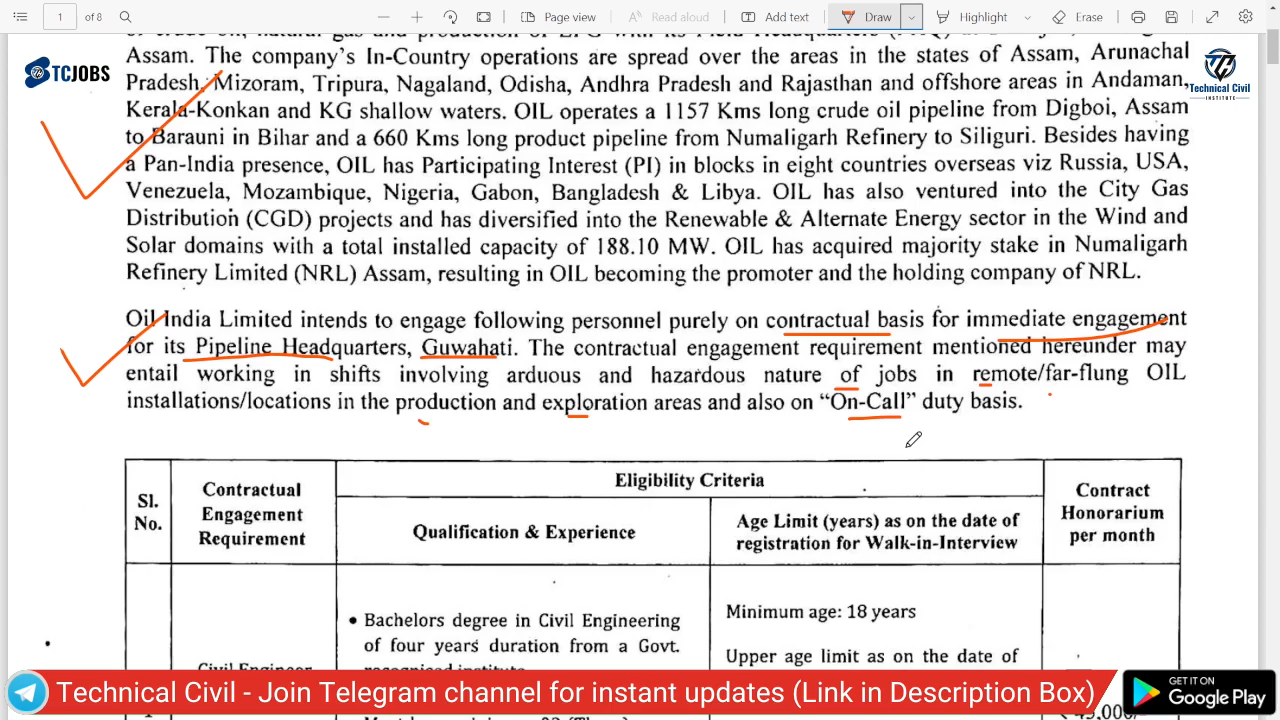 1 of 8
Page view
Read aloud
Add text
Draw
Highlight
Erase
TCJOBS
Technical Civil
INSTITUTE
Assam. The company's In-Country operations are spread over the areas in the states of Assam, Arunachal
Pradesh, Mizoram, Tripura, Nagaland, Odisha, Andhra Pradesh and Rajasthan and offshore areas in Andaman,
Kerala-Konkan and KG shallow waters. OIL operates a 1157 Kms long crude oil pipeline from Digboi, Assam
to Barauni in Bihar and a 660 Kms long product pipeline from Numaligarh Refinery to Siliguri. Besides having
a Pan-India presence, OIL has Participating Interest (PI) in blocks in eight countries overseas viz Russia, USA,
Venezuela, Mozambique, Nigeria, Gabon, Bangladesh & Libya. OIL has also ventured into the City Gas
Distribution (CGD) projects and has diversified into the Renewable & Alternate Energy sector in the Wind and
Solar domains with a total installed capacity of 188.10 MW. OIL has acquired majority stake in Numaligarh
Refinery Limited (NRL) Assam, resulting in OIL becoming the promoter and the holding company of NRL.
Oil India Limited intends to engage following personnel purely on contractual basis for immediate engagement
for its Pipeline Headquarters, Guwahati. The contractual engagement requirement mentioned hereunder may
entail working in shifts involving arduous and hazardous nature of jobs in remote/far-flung OIL
installations/locations in the production and exploration areas and also on “On-Call” duty basis.
Sl.
No.
Contractual
Engagement
Requirement
Eligibility Criteria
Qualification & Experience
Age Limit (years) as on the date of
registration for Walk-in-Interview
Contract
Honorarium
per month
Civil Engineer
• Bachelors degree in Civil Engineering
of four years duration from a Govt.
Minimum age: 18 years
Upper age limit as on the date of
Technical Civil - Join Telegram channel for instant updates (Link in Description Box)
GET IT ON
Google Play